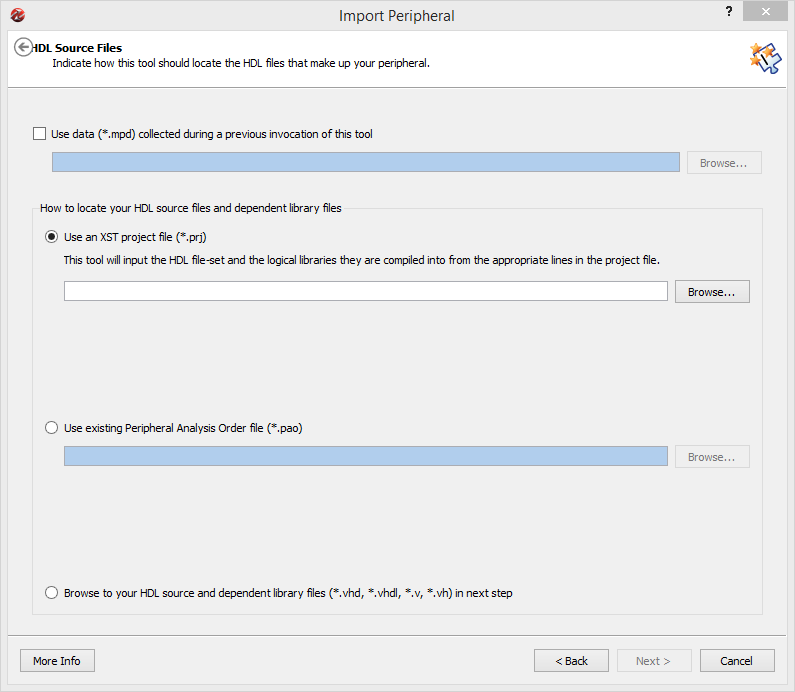 Import Peripheral
?
HDL Source Files
Indicate how this tool should locate the HDL files that make up your peripheral.
Use data (*.mpd) collected during a previous invocation of this tool
Browse...
How to locate your HDL source files and dependent library files
Use an XST project file (*.prj)
This tool will input the HDL file-set and the logical libraries they are compiled into from the appropriate lines in the project file.
Browse...
Use existing Peripheral Analysis Order file (*.pao)
Browse...
Browse to your HDL source and dependent library files (*.vhd, *.vhdl, *.v, *.vh) in next step
More Info
< Back
Next >
Cancel